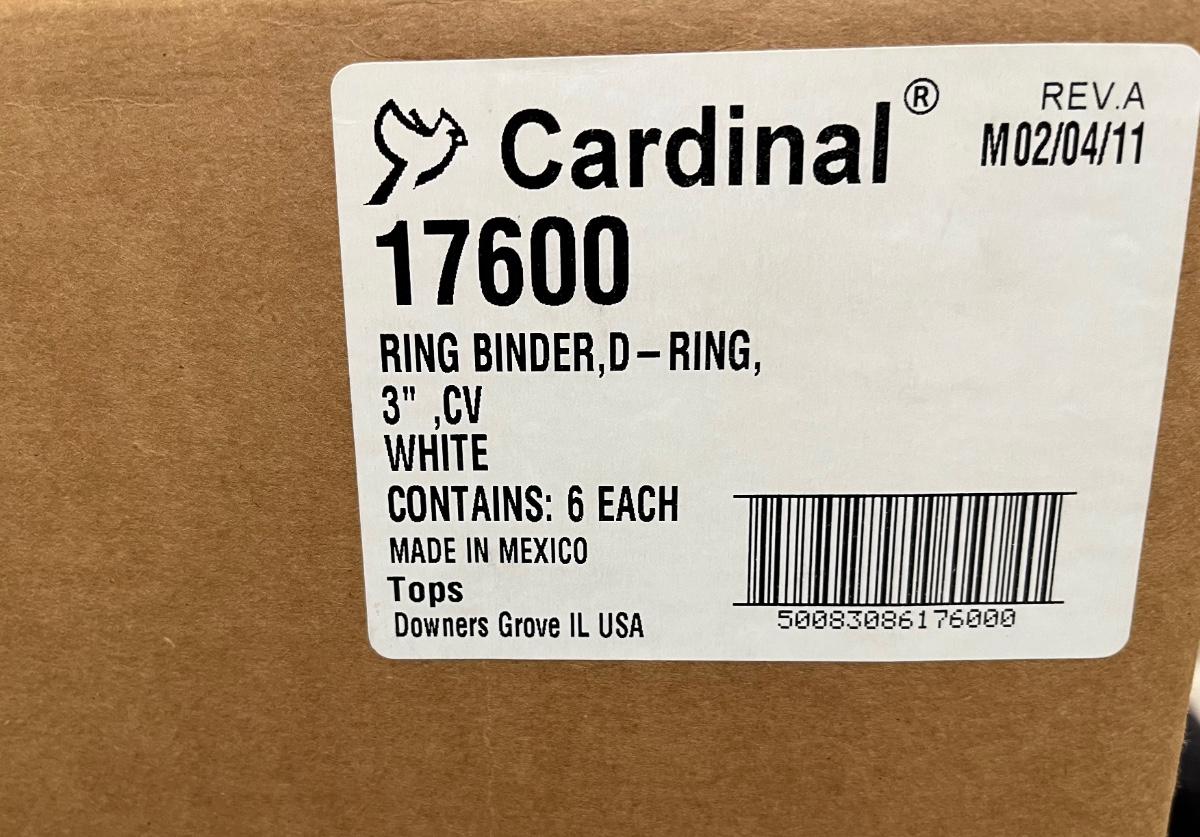 Cardinal®
REV.A
M02/04/11
17600
RING BINDER,D–RING,
3" ,CV
WHITE
CONTAINS: 6 EACH
MADE IN MEXICO
Tops
Downers Grove IL USA
50083086176000